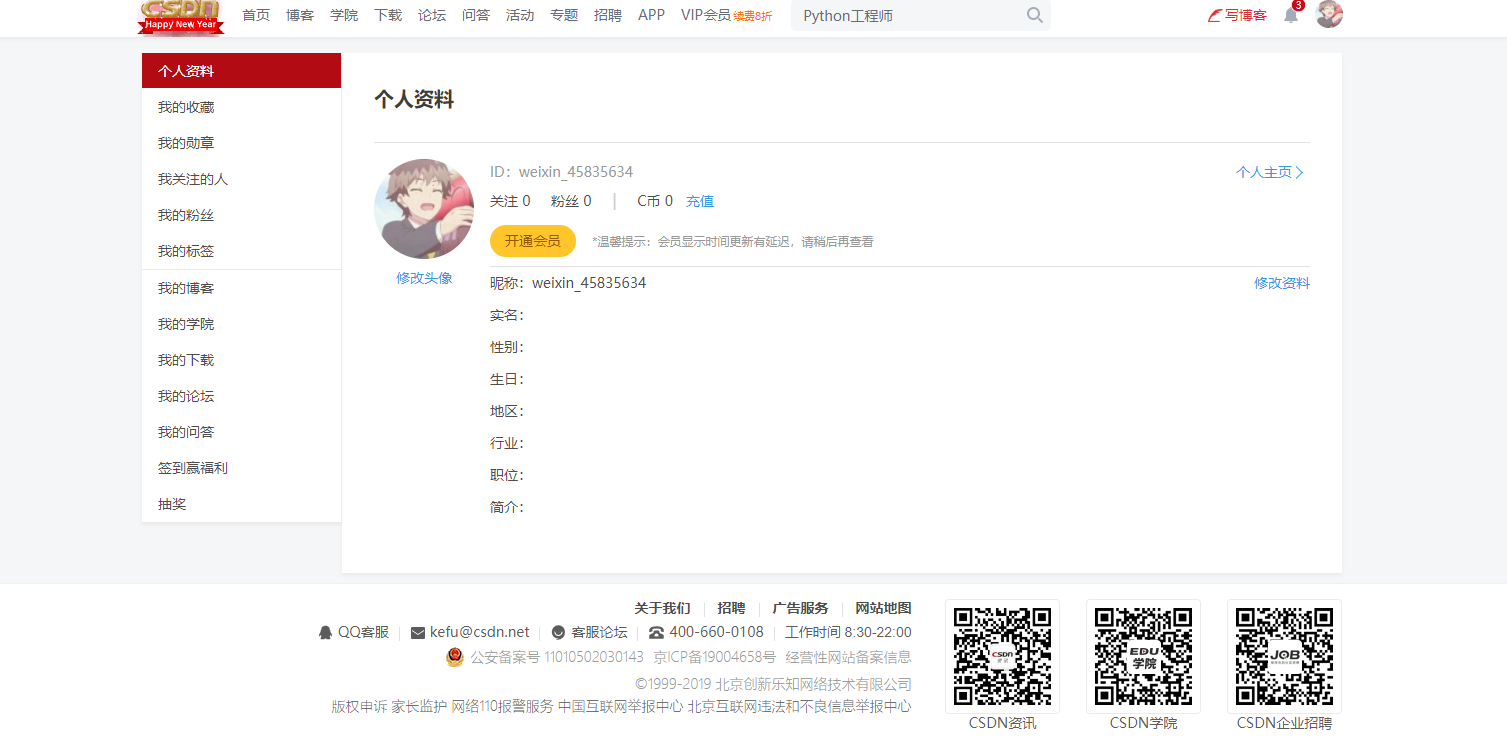 CSDN 首页 博客 学院 下载 论坛 问答 活动 专题 招聘 APP VIP会员 续费8折 Python工程师 写博客 3
Happy New Year
个人资料
我的收藏
我的勋章
我关注的人
我的粉丝
我的标签
我的博客
我的学院
我的下载
我的论坛
我的问答
签到赢福利
抽奖
个人资料
ID：weixin_45835634 个人主页
关注 0 粉丝 0 | C币 0 充值
开通会员 *温馨提示：会员显示时间更新有延迟，请稍后再查看
修改头像
昵称：weixin_45835634 修改资料
实名：
性别：
生日：
地区：
行业：
职位：
简介：
关于我们 招聘 广告服务 网站地图
QQ客服 kefu@csdn.net 客服论坛 400-660-0108 工作时间 8:30-22:00
公安备案号 11010502030143 京ICP备19004658号 经营性网站备案信息
©1999-2019 北京创新乐知网络技术有限公司
版权申诉 家长监护 网络110报警服务 中国互联网举报中心 北京互联网违法和不良信息举报中心
CSDN
资讯
CSDN资讯
EDU
学院
CSDN学院
JOB
CSDN企业招聘